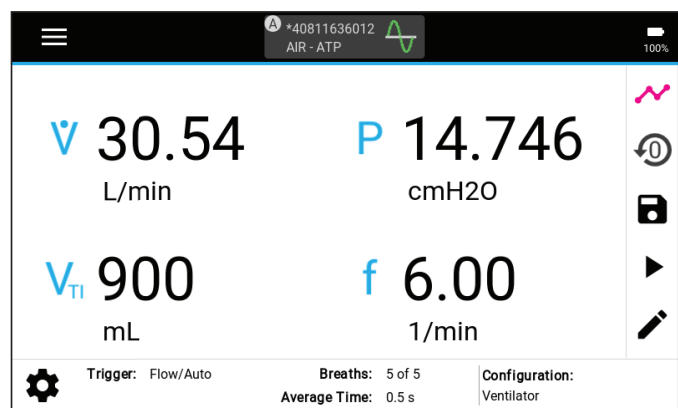 A *40811636012
AIR - ATP
100%
V̇ 30.54
L/min
P 14.746
cmH2O
0
VTI 900
mL
f 6.00
1/min
Trigger: Flow/Auto
Breaths: 5 of 5
Average Time: 0.5 s
Configuration:
Ventilator